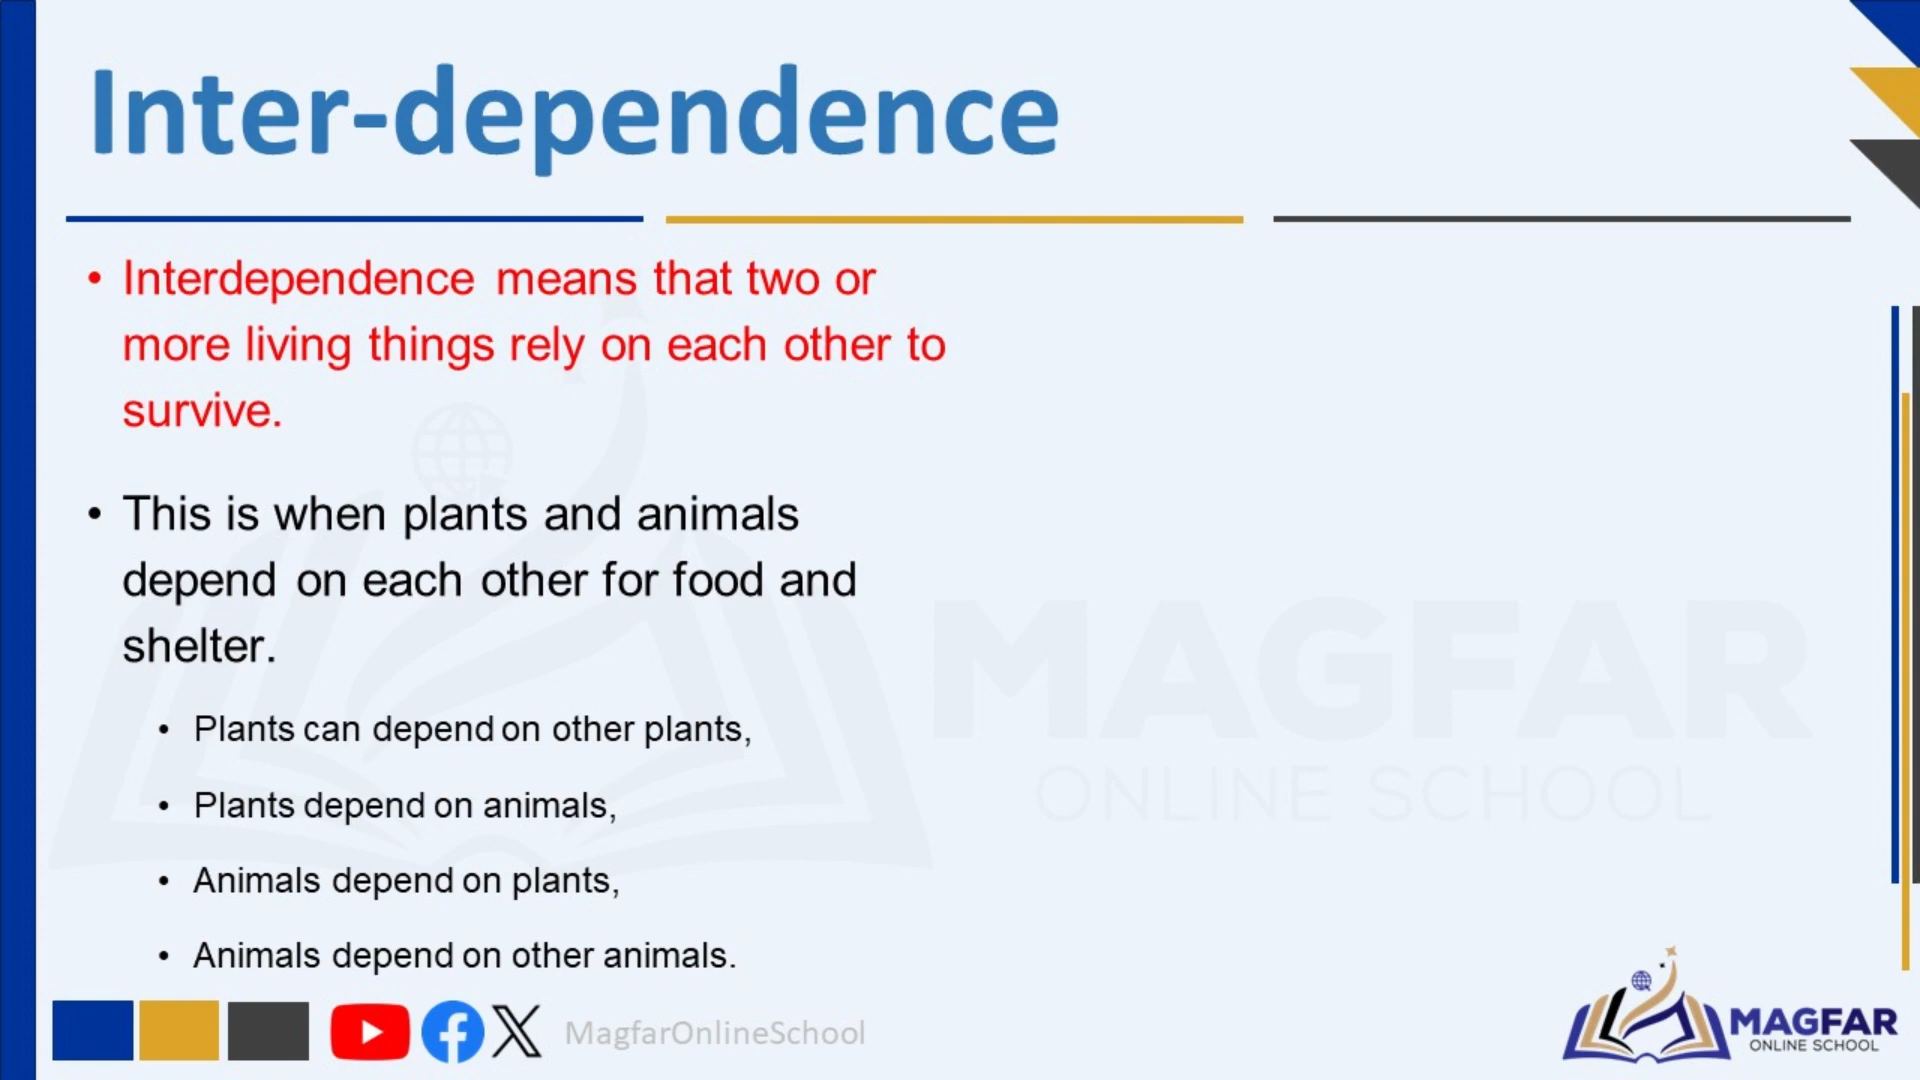 Inter-dependence
• Interdependence means that two or
more living things rely on each other to
survive.
• This is when plants and animals
depend on each other for food and
shelter.
• Plants can depend on other plants,
• Plants depend on animals,
• Animals depend on plants,
• Animals depend on other animals.
MAGFAR
ONLINE SCHOOL
MagfarOnlineSchool
MAGFAR
ONLINE SCHOOL